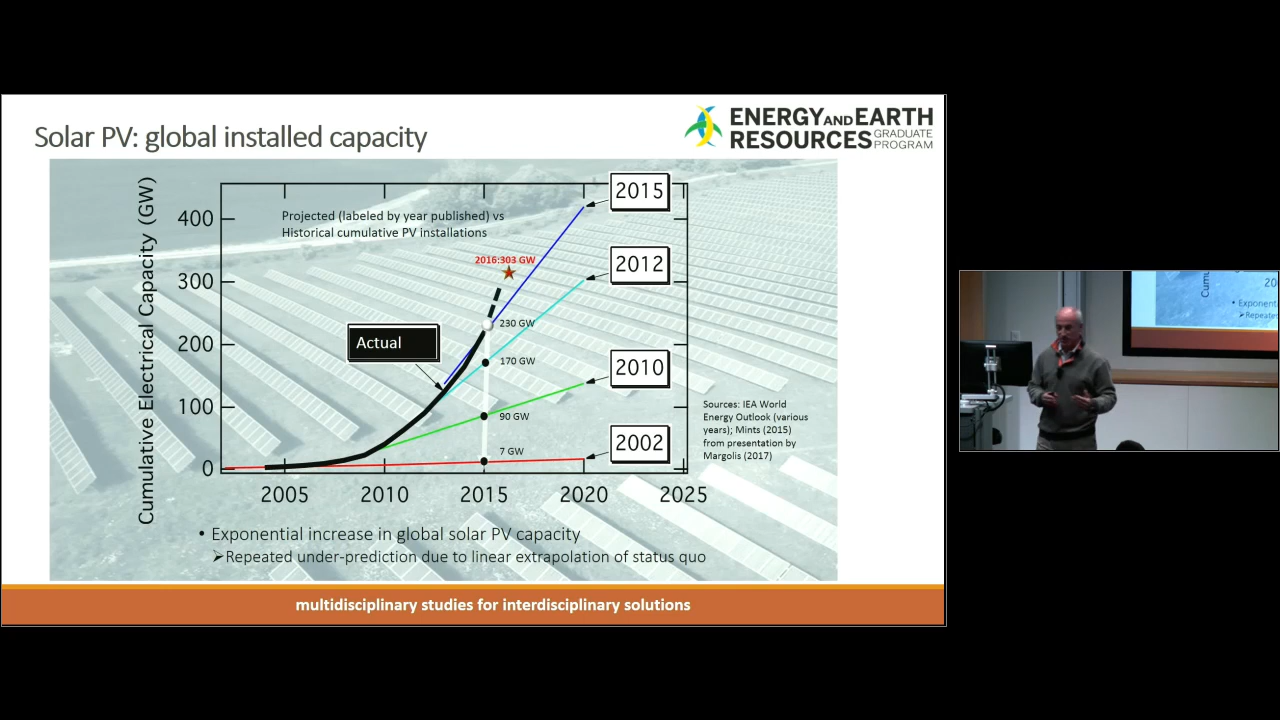 Solar PV: global installed capacity
ENERGY AND EARTH
RESOURCES GRADUATE PROGRAM
Cumulative Electrical Capacity (GW)
400
300
200
100
0
2005
2010
2015
2020
2025
Projected (labeled by year published) vs
Historical cumulative PV installations
2016:303 GW
Actual
230 GW
170 GW
90 GW
7 GW
2015
2012
2010
2002
Sources: IEA World
Energy Outlook (various
years); Mints (2015)
from presentation by
Margolis (2017)
• Exponential increase in global solar PV capacity
➢Repeated under-prediction due to linear extrapolation of status quo
multidisciplinary studies for interdisciplinary solutions
20
• Exponent
➢Repeate